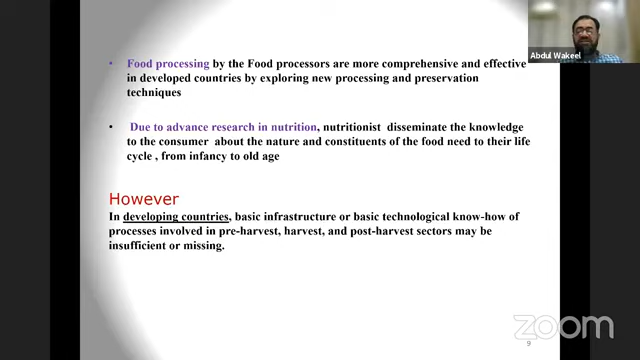 Food processing by the Food processors are more comprehensive and effective
in developed countries by exploring new processing and preservation
techniques
Due to advance research in nutrition, nutritionist disseminate the knowledge
to the consumer about the nature and constituents of the food need to their life
cycle , from infancy to old age
However
In developing countries, basic infrastructure or basic technological know-how of
processes involved in pre-harvest, harvest, and post-harvest sectors may be
insufficient or missing.
Abdul Wakeel
zoom
9